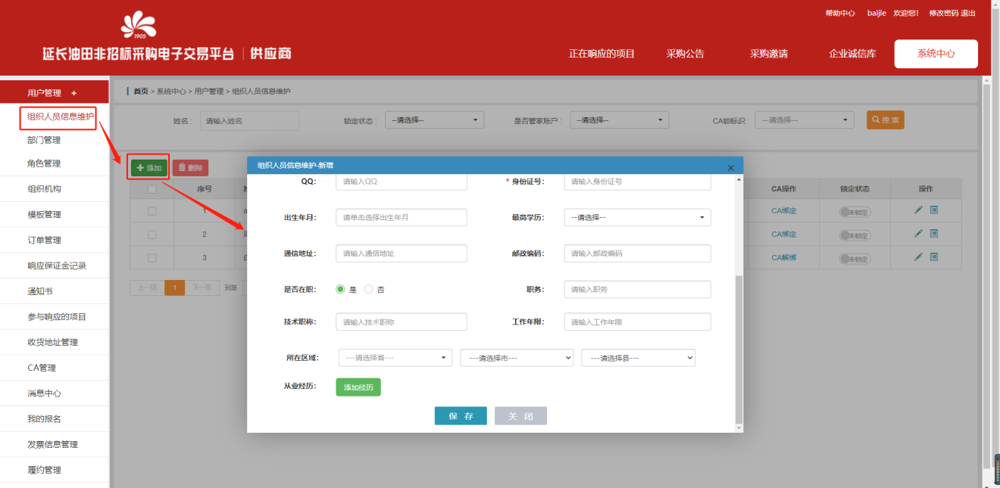 帮助中心 baijie 欢迎您! 修改密码 退出
1905
延长油田非招标采购电子交易平台 | 供应商
正在响应的项目 采购公告 采购邀请 企业诚信库 系统中心
用户管理 +
首页 > 系统中心 > 用户管理 > 组织人员信息维护
组织人员信息维护
部门管理
角色管理
组织机构
模板管理
订单管理
响应保证金记录
通知书
参与响应的项目
收货地址管理
CA管理
消息中心
我的报名
发票信息管理
履约管理
姓名: 请输入姓名 锁定状态: --请选择-- 是否管家账户: --请选择-- CA锁标识: ---请选择--- 搜索
+ 添加 删除
序号 CA操作 锁定状态 操作
1 a CA绑定 未锁定
2 CA绑定 未锁定
3 CA解绑 未锁定
上一页 1 下一页 到第
组织人员信息维护-新增 ×
QQ: 请输入QQ * 身份证号: 请输入身份证号
出生年月: 请单击选择出生年月 最高学历: --请选择--
通信地址: 请输入通信地址 邮政编码: 请输入邮政编码
是否在职: 是 否 职务: 请输入职务
技术职称: 请输入技术职称 工作年限: 请输入工作年限
所在区域: ---请选择省--- ---请选择市--- ---请选择县---
从业经历: 添加经历
保 存 关 闭